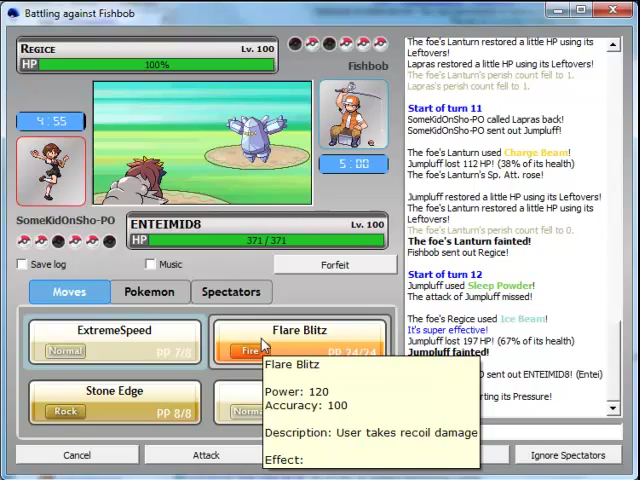 Battling against Fishbob
REGICE
Lv. 100
HP
100%
Fishbob
4:55
5:00
SomeKidOnSho-PO
ENTEIMID8
Lv. 100
HP
371 / 371
Save log
Music
Forfeit
Moves
Pokemon
Spectators
ExtremeSpeed
Normal
PP 7/8
Flare Blitz
Fire
PP 24/24
Stone Edge
Rock
PP 8/8
Flare Blitz
Power: 120
Accuracy: 100
Description: User takes recoil damage
Effect:
Cancel
Attack
Ignore Spectators
The foe's Lanturn restored a little HP using its
Leftovers!
Lapras restored a little HP using its Leftovers!
The foe's Lanturn's perish count fell to 1.
Lapras's perish count fell to 1.
Start of turn 11
SomeKidOnSho-PO called Lapras back!
SomeKidOnSho-PO sent out Jumpluff!
The foe's Lanturn used Charge Beam!
Jumpluff lost 112 HP! (38% of its health)
The foe's Lanturn's Sp. Att. rose!
Jumpluff restored a little HP using its Leftovers!
The foe's Lanturn restored a little HP using its
Leftovers!
The foe's Lanturn's perish count fell to 0.
The foe's Lanturn fainted!
Fishbob sent out Regice!
Start of turn 12
Jumpluff used Sleep Powder!
The attack of Jumpluff missed!
The foe's Regice used Ice Beam!
It's super effective!
Jumpluff lost 197 HP! (67% of its health)
Jumpluff fainted!
sent out ENTEIMID8! (Entei)
Pressure!